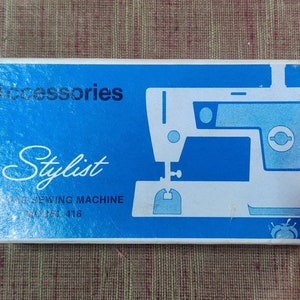 Accessories
Stylist
SEWING MACHINE
416